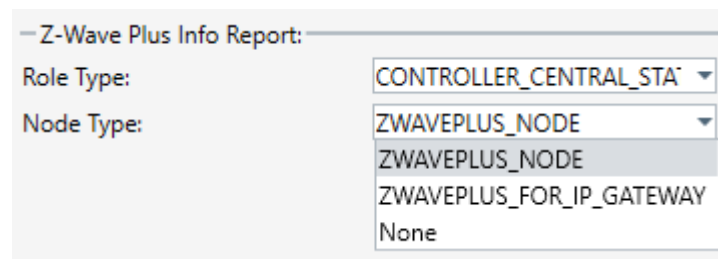 Z-Wave Plus Info Report:
Role Type: CONTROLLER_CENTRAL_STA
Node Type: ZWAVEPLUS_NODE
ZWAVEPLUS_NODE
ZWAVEPLUS_FOR_IP_GATEWAY
None